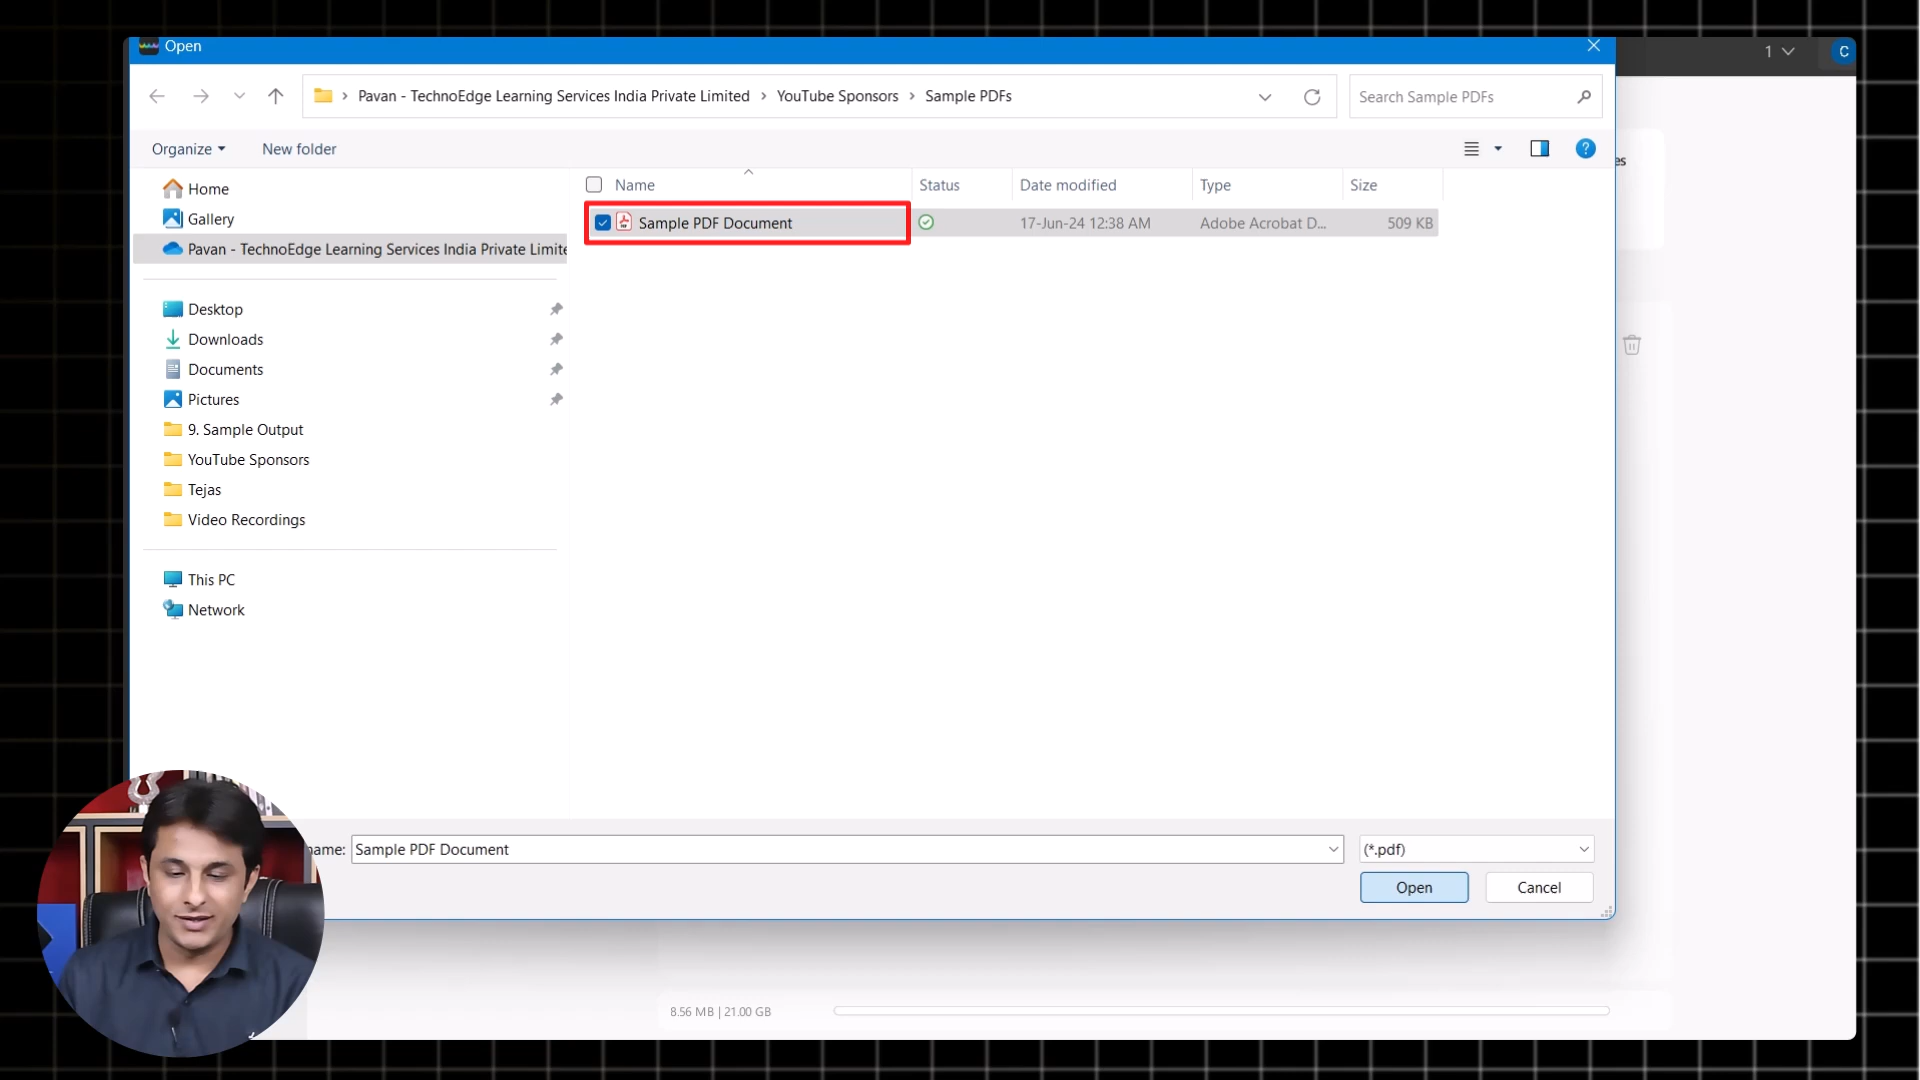 Open
1
C
Pavan - TechnoEdge Learning Services India Private Limited > YouTube Sponsors > Sample PDFs
Search Sample PDFs
Organize
New folder
?
es
Home
Gallery
Pavan - TechnoEdge Learning Services India Private Limite
Desktop
Downloads
Documents
Pictures
9. Sample Output
YouTube Sponsors
Tejas
Video Recordings
This PC
Network
Name Status Date modified Type Size
Sample PDF Document 17-Jun-24 12:38 AM Adobe Acrobat D... 509 KB
name: Sample PDF Document
(*.pdf)
Open
Cancel
8.56 MB | 21.00 GB